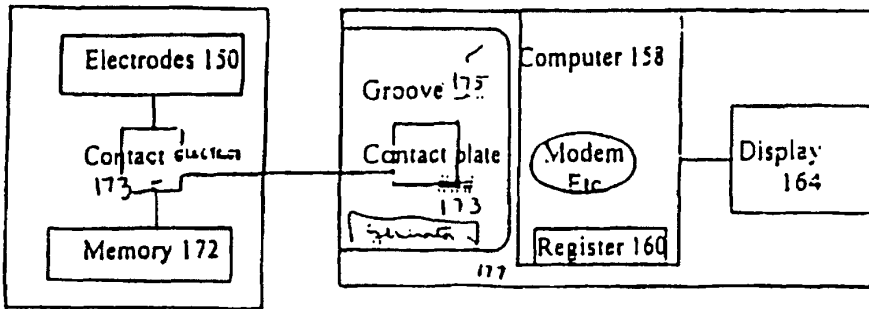 Electrodes 150
Contact
173
Memory 172
Groove 175
Contact plate
173
177
Computer 158
Modem
Etc
Register 160
Display
164